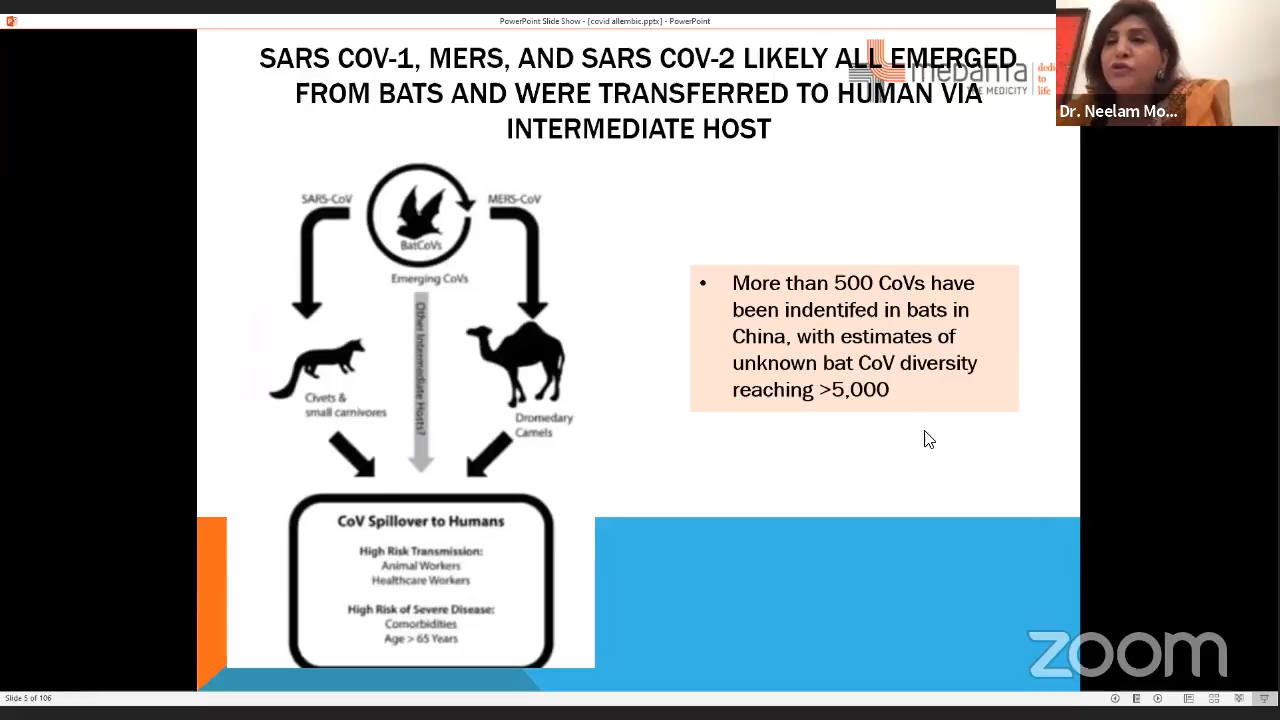 PowerPoint Slide Show - [covid allembic.pptx] - PowerPoint
SARS COV-1, MERS, AND SARS COV-2 LIKELY ALL EMERGED
FROM BATS AND WERE TRANSFERRED TO HUMAN VIA
INTERMEDIATE HOST
medanta
THE MEDICITY
dedic
to
life
Dr. Neelam Mo...
SARS-CoV
MERS-CoV
BatCoVs
Emerging CoVs
Other Intermediate Hosts?
Civets &
small carnivores
Dromedary
Camels
CoV Spillover to Humans
High Risk Transmission:
Animal Workers
Healthcare Workers
High Risk of Severe Disease:
Comorbidities
Age > 65 Years
• More than 500 CoVs have
been indentifed in bats in
China, with estimates of
unknown bat CoV diversity
reaching >5,000
zoom
Slide 5 of 106